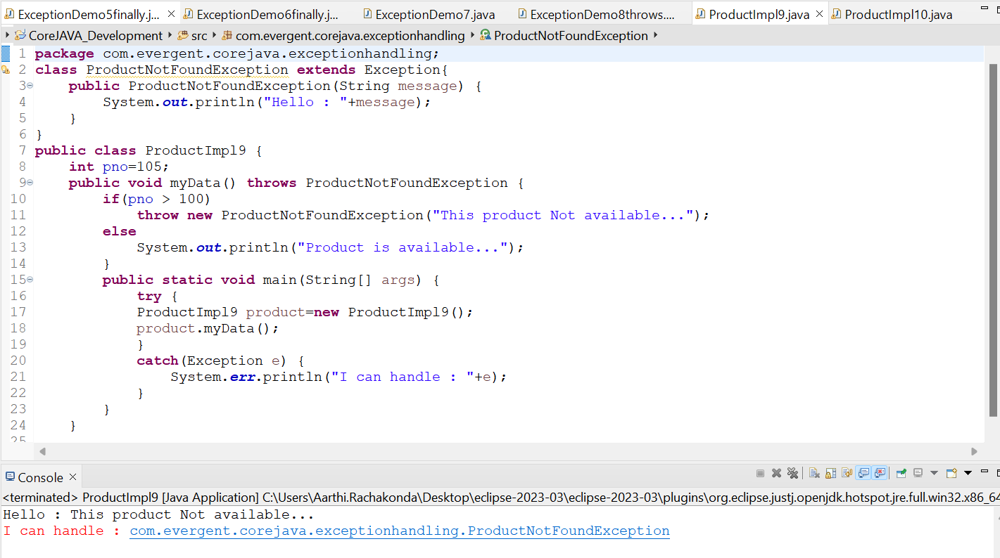 ExceptionDemo5finally.j... ExceptionDemo6finally.j... ExceptionDemo7.java ExceptionDemo8throws.... ProductImpl9.java ProductImpl10.java
CoreJAVA_Development src com.evergent.corejava.exceptionhandling ProductNotFoundException
1 package com.evergent.corejava.exceptionhandling;
2 class ProductNotFoundException extends Exception{
3 public ProductNotFoundException(String message) {
4 System.out.println("Hello : "+message);
5 }
6 }
7 public class ProductImpl9 {
8 int pno=105;
9 public void myData() throws ProductNotFoundException {
10 if(pno > 100)
11 throw new ProductNotFoundException("This product Not available...");
12 else
13 System.out.println("Product is available...");
14 }
15 public static void main(String[] args) {
16 try {
17 ProductImpl9 product=new ProductImpl9();
18 product.myData();
19 }
20 catch(Exception e) {
21 System.err.println("I can handle : "+e);
22 }
23 }
24 }
25
Console
<terminated> ProductImpl9 [Java Application] C:\Users\Aarthi.Rachakonda\Desktop\eclipse-2023-03\eclipse-2023-03\plugins\org.eclipse.justj.openjdk.hotspot.jre.full.win32.x86_64
Hello : This product Not available...
I can handle : com.evergent.corejava.exceptionhandling.ProductNotFoundException